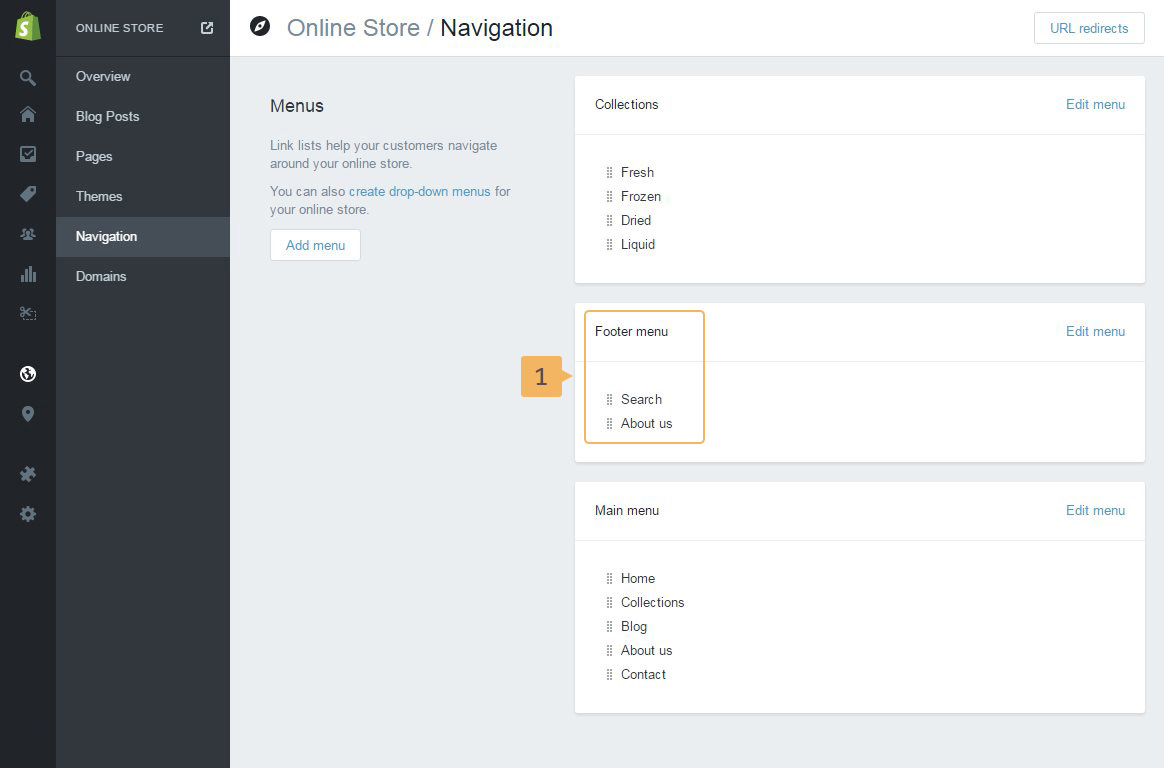 ONLINE STORE
Overview
Blog Posts
Pages
Themes
Navigation
Domains
Online Store / Navigation
URL redirects
Menus
Link lists help your customers navigate
around your online store.
You can also create drop-down menus for
your online store.
Add menu
Collections
Edit menu
Fresh
Frozen
Dried
Liquid
1
Footer menu
Edit menu
Search
About us
Main menu
Edit menu
Home
Collections
Blog
About us
Contact